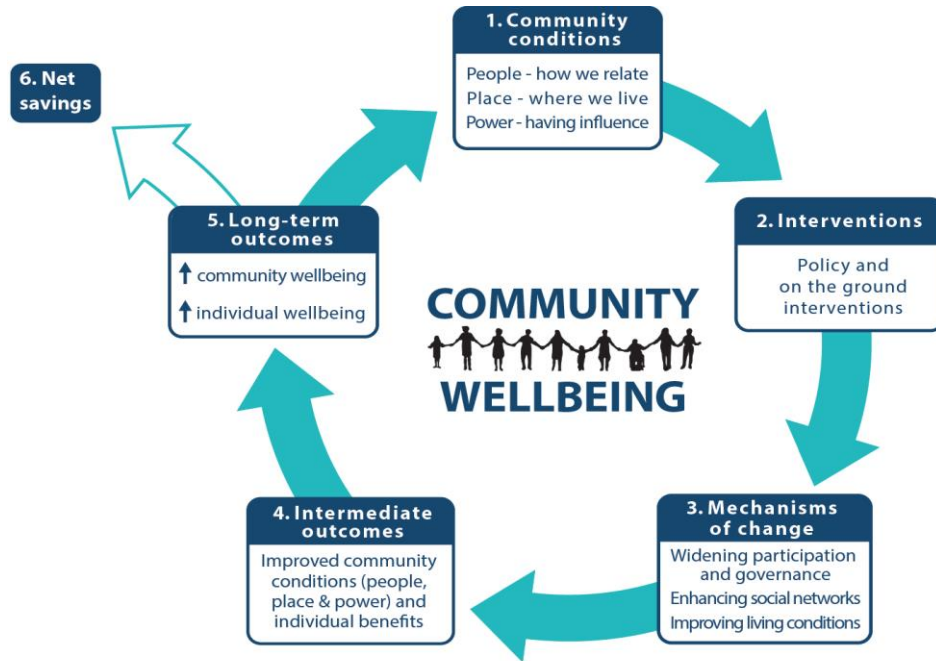 1. Community
conditions
People - how we relate
Place - where we live
Power - having influence
2. Interventions
Policy and
on the ground
interventions
3. Mechanisms
of change
Widening participation
and governance
Enhancing social networks
Improving living conditions
4. Intermediate
outcomes
Improved community
conditions (people,
place & power) and
individual benefits
5. Long-term
outcomes
community wellbeing
individual wellbeing
6. Net
savings
COMMUNITY
WELLBEING